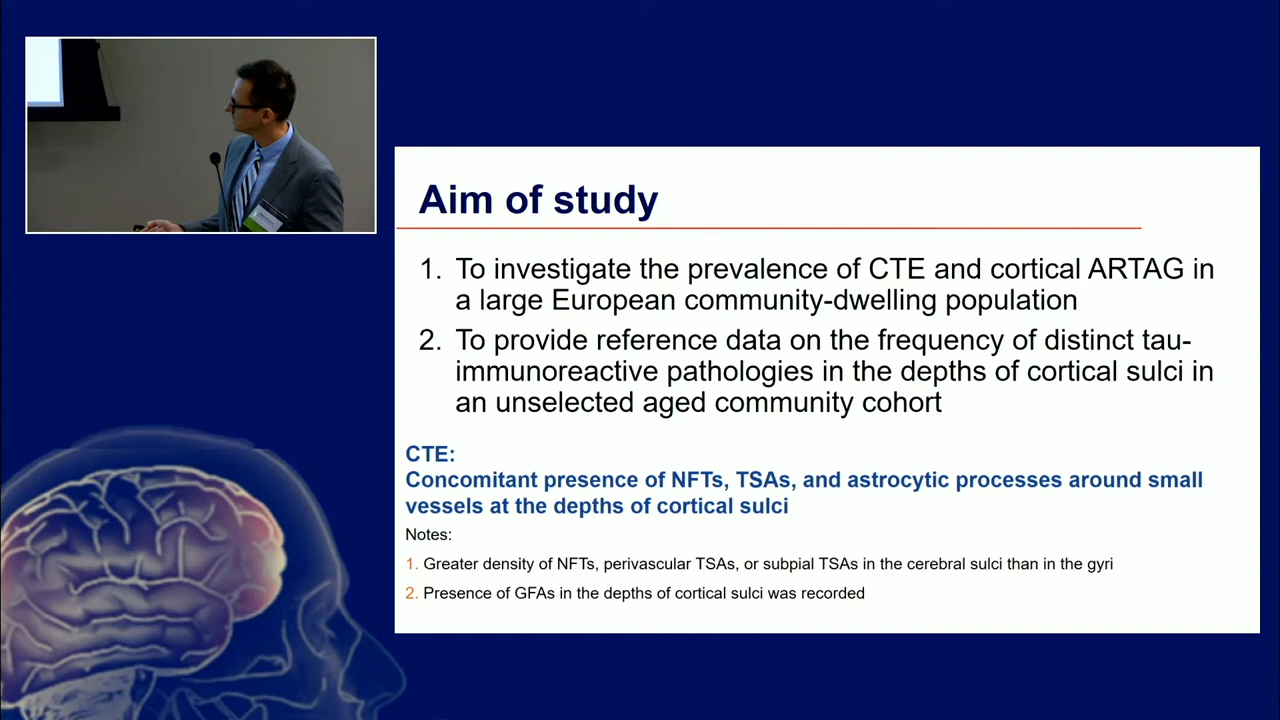 Aim of study
1. To investigate the prevalence of CTE and cortical ARTAG in
a large European community-dwelling population
2. To provide reference data on the frequency of distinct tau-
immunoreactive pathologies in the depths of cortical sulci in
an unselected aged community cohort
CTE:
Concomitant presence of NFTs, TSAs, and astrocytic processes around small
vessels at the depths of cortical sulci
Notes:
1. Greater density of NFTs, perivascular TSAs, or subpial TSAs in the cerebral sulci than in the gyri
2. Presence of GFAs in the depths of cortical sulci was recorded